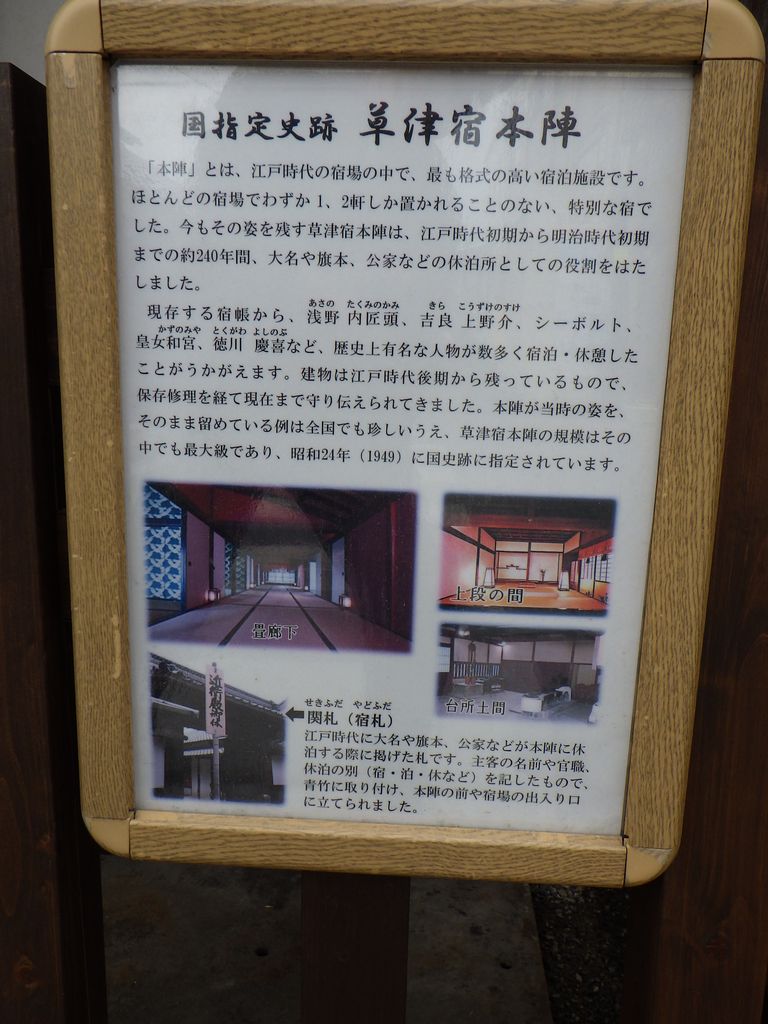 国指定史跡 草津宿本陣
「本陣」とは、江戸時代の宿場の中で、最も格式の高い宿泊施設です。
ほとんどの宿場でわずか1、2軒しか置かれることのない、特別な宿で
した。今もその姿を残す草津宿本陣は、江戸時代初期から明治時代初期
までの約240年間、大名や旗本、公家などの休泊所としての役割をはた
しました。
あさの たくみのかみ きら こうずけのすけ
現存する宿帳から、浅野 内匠頭、吉良 上野介、シーボルト、
かずのみや とくがわ よしのぶ
皇女和宮、徳川 慶喜など、歴史上有名な人物が数多く宿泊・休憩した
ことがうかがえます。建物は江戸時代後期から残っているもので、
保存修理を経て現在まで守り伝えられてきました。本陣が当時の姿を、
そのまま留めている例は全国でも珍しいうえ、草津宿本陣の規模はその
中でも最大級であり、昭和24年（1949）に国史跡に指定されています。
畳廊下
上段の間
台所土間
近衛殿御休
せきふだ やどふだ
関札（宿札）
江戸時代に大名や旗本、公家などが本陣に休
泊する際に掲げた札です。主客の名前や官職、
休泊の別（宿・泊・休など）を記したもので、
青竹に取り付け、本陣の前や宿場の出入り口
に立てられました。